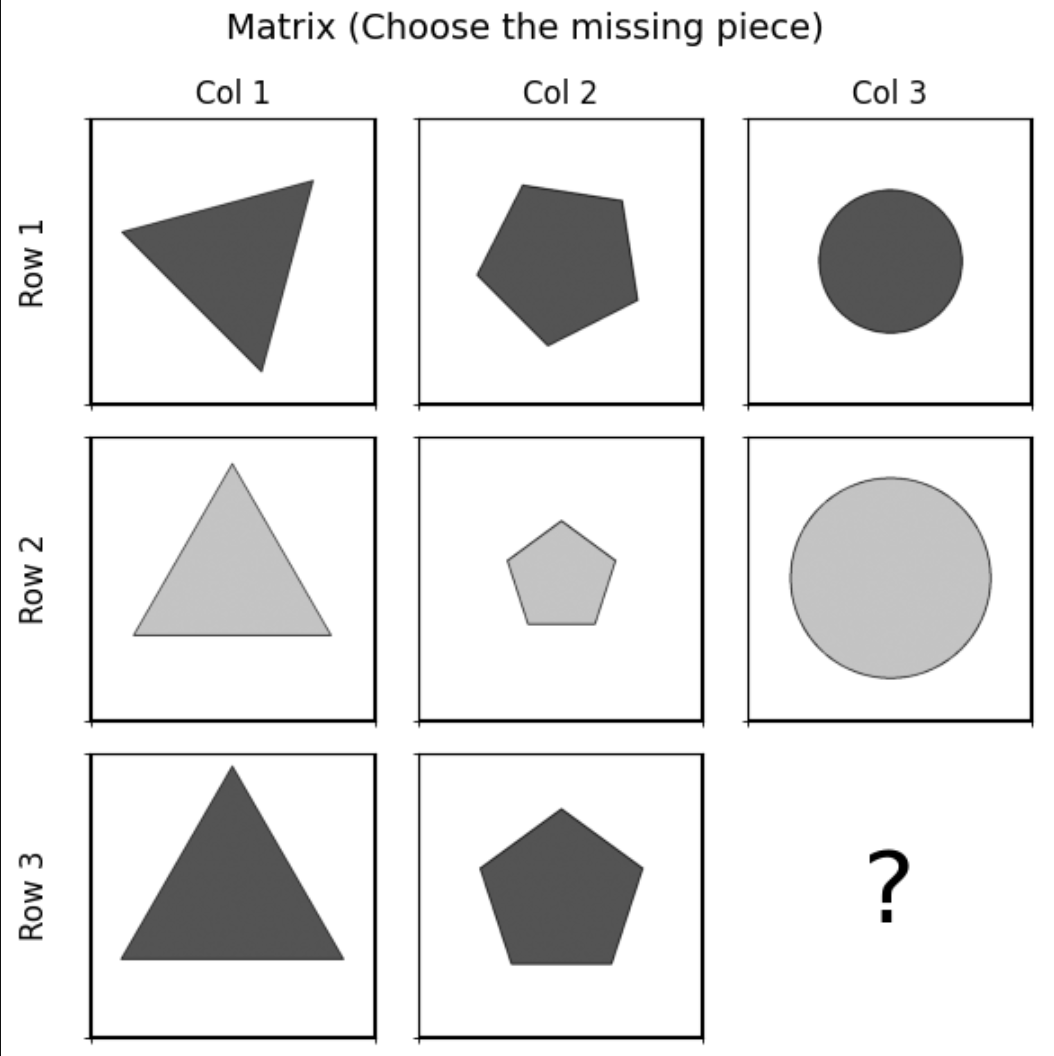 Matrix (Choose the missing piece)
Col 1 Col 2 Col 3
Row 1
Row 2
Row 3
?